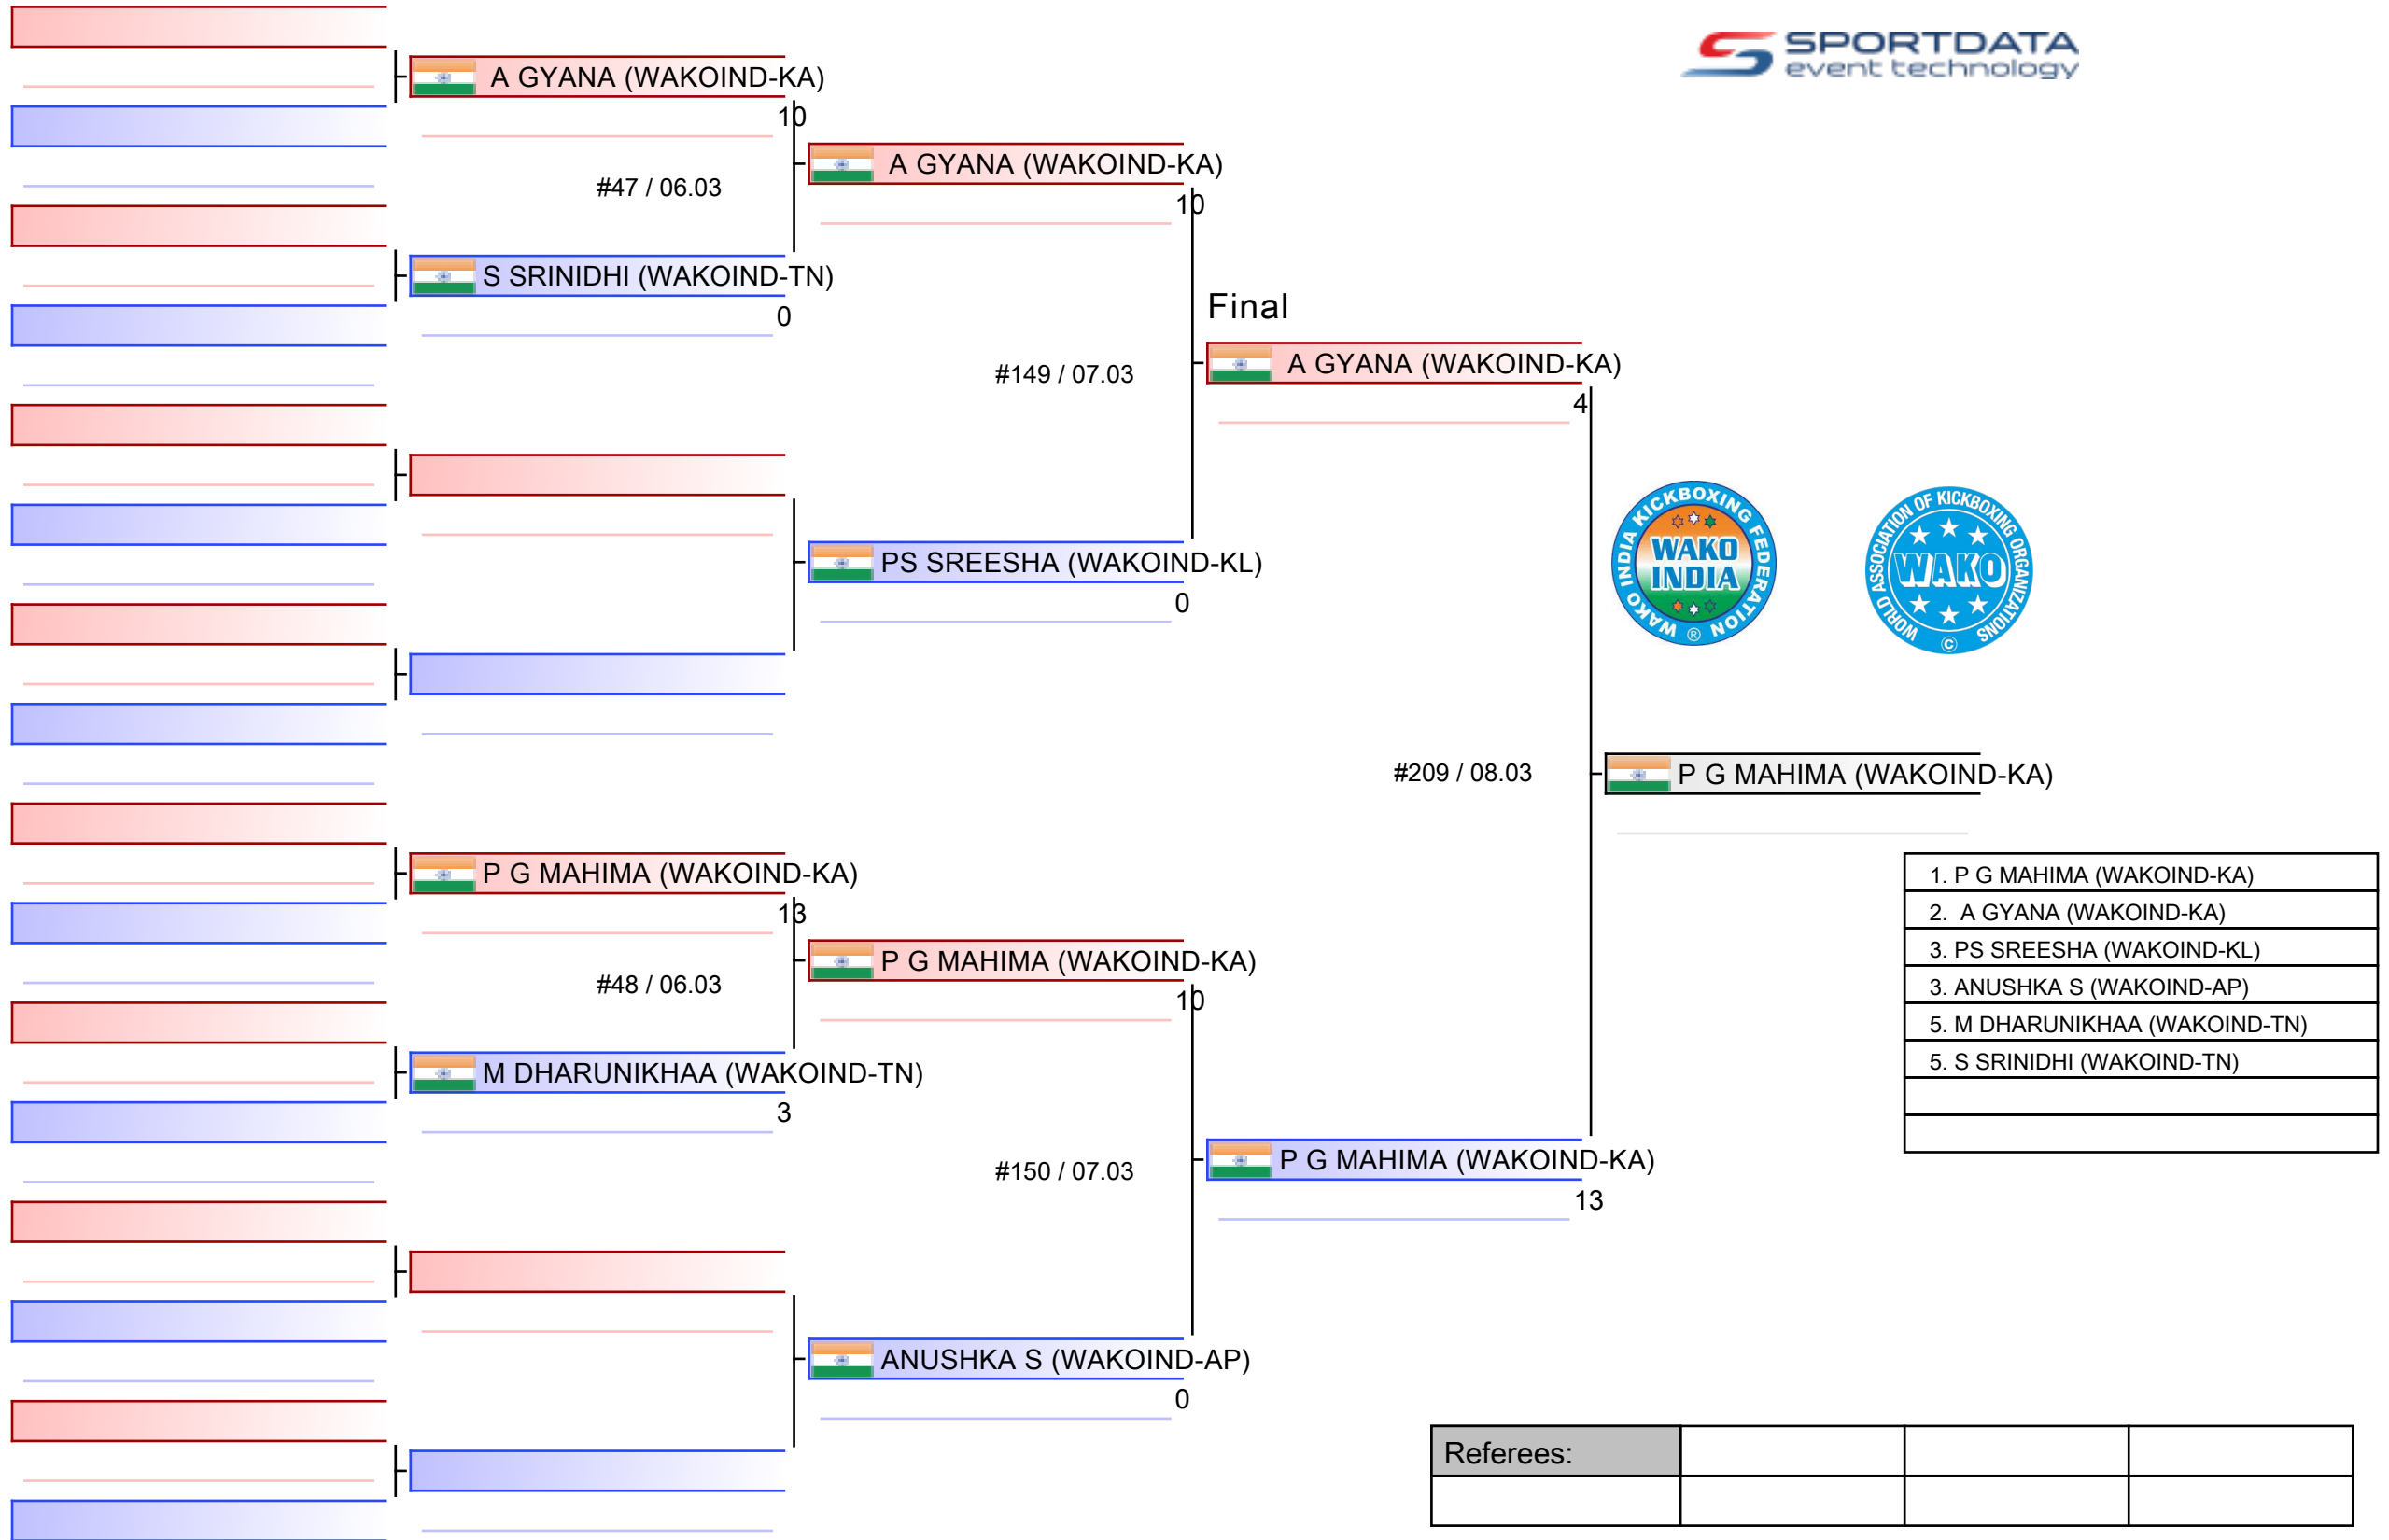 SPORTDATA
event technology
A GYANA (WAKOIND-KA)
10
#47 / 06.03
S SRINIDHI (WAKOIND-TN)
0
A GYANA (WAKOIND-KA)
10
#149 / 07.03
PS SREESHA (WAKOIND-KL)
0
Final
A GYANA (WAKOIND-KA)
4
WAKO INDIA KICKBOXING FEDERATION
WAKO
INDIA
®
WORLD ASSOCIATION OF KICKBOXING ORGANIZATIONS
WAKO
©
#209 / 08.03
P G MAHIMA (WAKOIND-KA)
P G MAHIMA (WAKOIND-KA)
13
#48 / 06.03
M DHARUNIKHAA (WAKOIND-TN)
3
P G MAHIMA (WAKOIND-KA)
10
#150 / 07.03
ANUSHKA S (WAKOIND-AP)
0
P G MAHIMA (WAKOIND-KA)
13
1. P G MAHIMA (WAKOIND-KA)
2. A GYANA (WAKOIND-KA)
3. PS SREESHA (WAKOIND-KL)
3. ANUSHKA S (WAKOIND-AP)
5. M DHARUNIKHAA (WAKOIND-TN)
5. S SRINIDHI (WAKOIND-TN)
Referees: